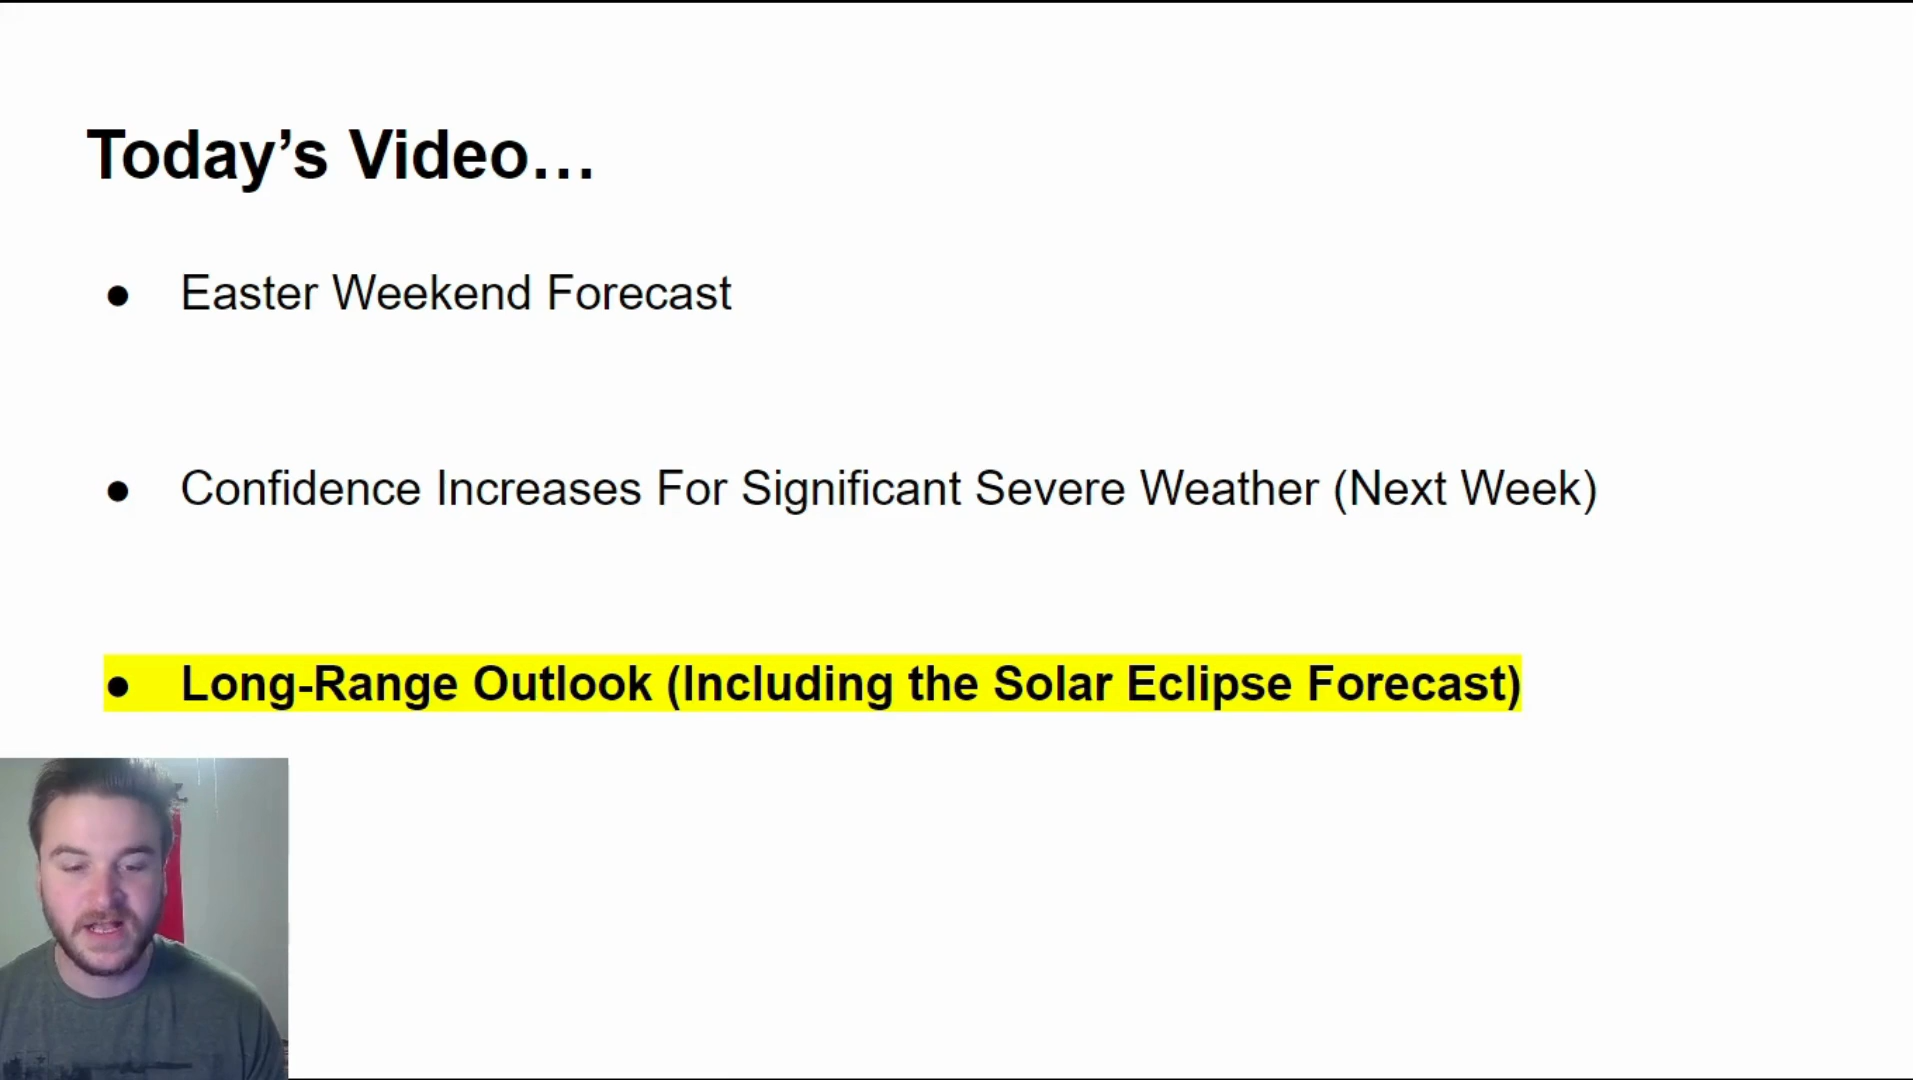 Today’s Video…
● Easter Weekend Forecast
● Confidence Increases For Significant Severe Weather (Next Week)
● Long-Range Outlook (Including the Solar Eclipse Forecast)